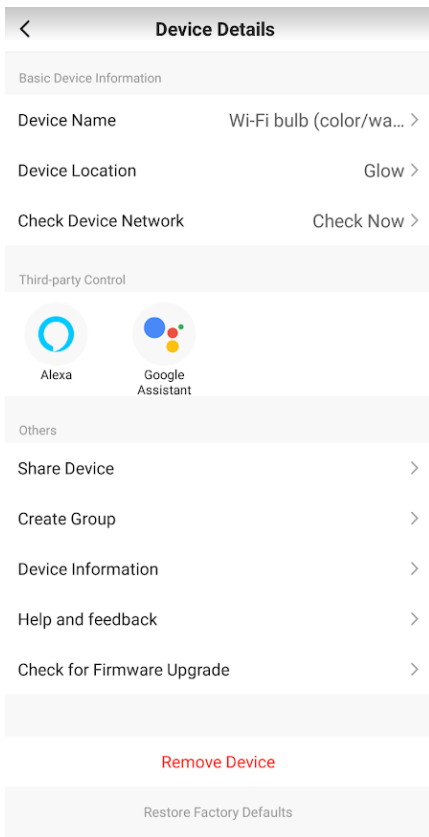 Device Details
Basic Device Information
Device Name Wi-Fi bulb (color/wa...
Device Location Glow
Check Device Network Check Now
Third-party Control
Alexa
Google
Assistant
Others
Share Device
Create Group
Device Information
Help and feedback
Check for Firmware Upgrade
Remove Device
Restore Factory Defaults